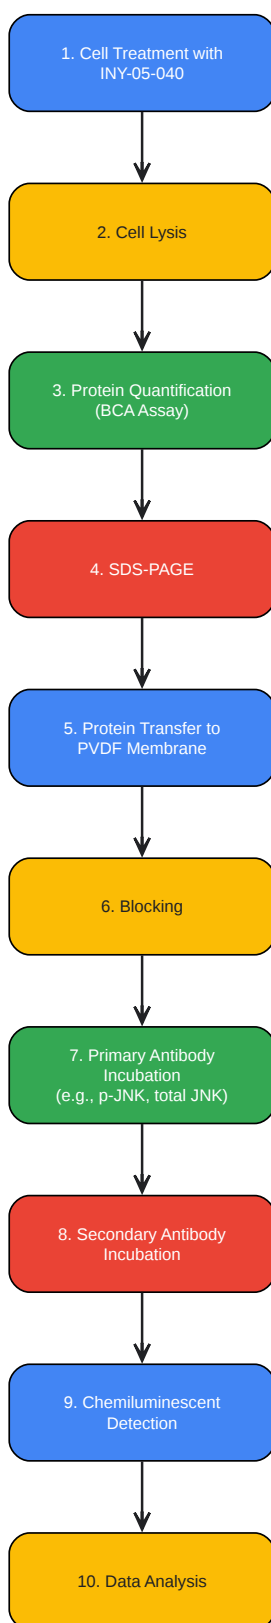 1. Cell Treatment with
INY-05-040
2. Cell Lysis
3. Protein Quantification
(BCA Assay)
4. SDS-PAGE
5. Protein Transfer to
PVDF Membrane
6. Blocking
7. Primary Antibody
Incubation
(e.g., p-JNK, total JNK)
8. Secondary Antibody
Incubation
9. Chemiluminescent
Detection
10. Data Analysis